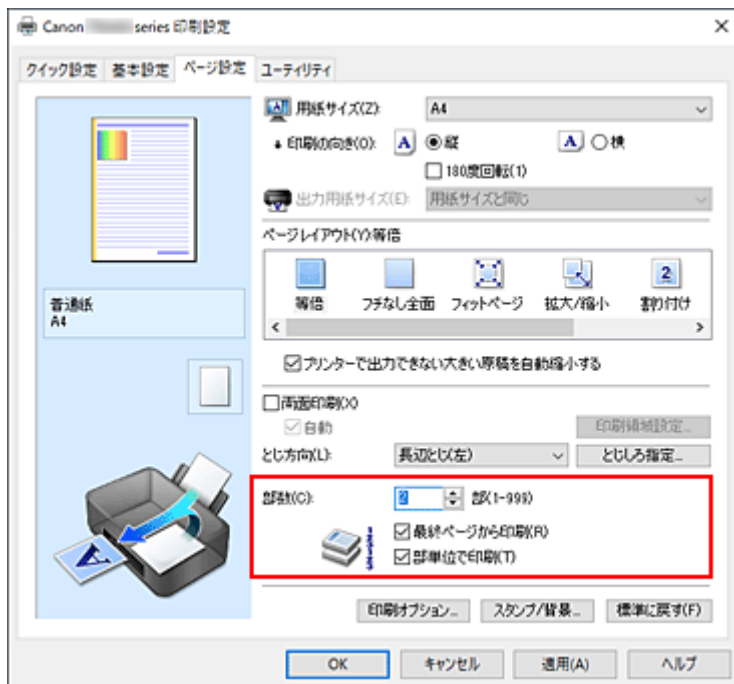 Canon series 印刷設定
クイック設定 基本設定 ページ設定 ユーティリティ
用紙サイズ(Z): A4
印刷の向き(O): A 縦 A 横
180度回転(1)
出力用紙サイズ(E): 用紙サイズと同じ
ページレイアウト(Y):等倍
等倍 フチなし全面 フィットページ 拡大/縮小 割り付け
普通紙
A4
プリンターで出力できない大きい原稿を自動縮小する
両面印刷(X)
自動
印刷領域設定...
とじ方向(L): 長辺とじ(左) とじしろ指定...
部数(C): 2 部(1-999)
最終ページから印刷(R)
部単位で印刷(T)
印刷オプション... スタンプ/背景... 標準に戻す(F)
OK キャンセル 適用(A) ヘルプ